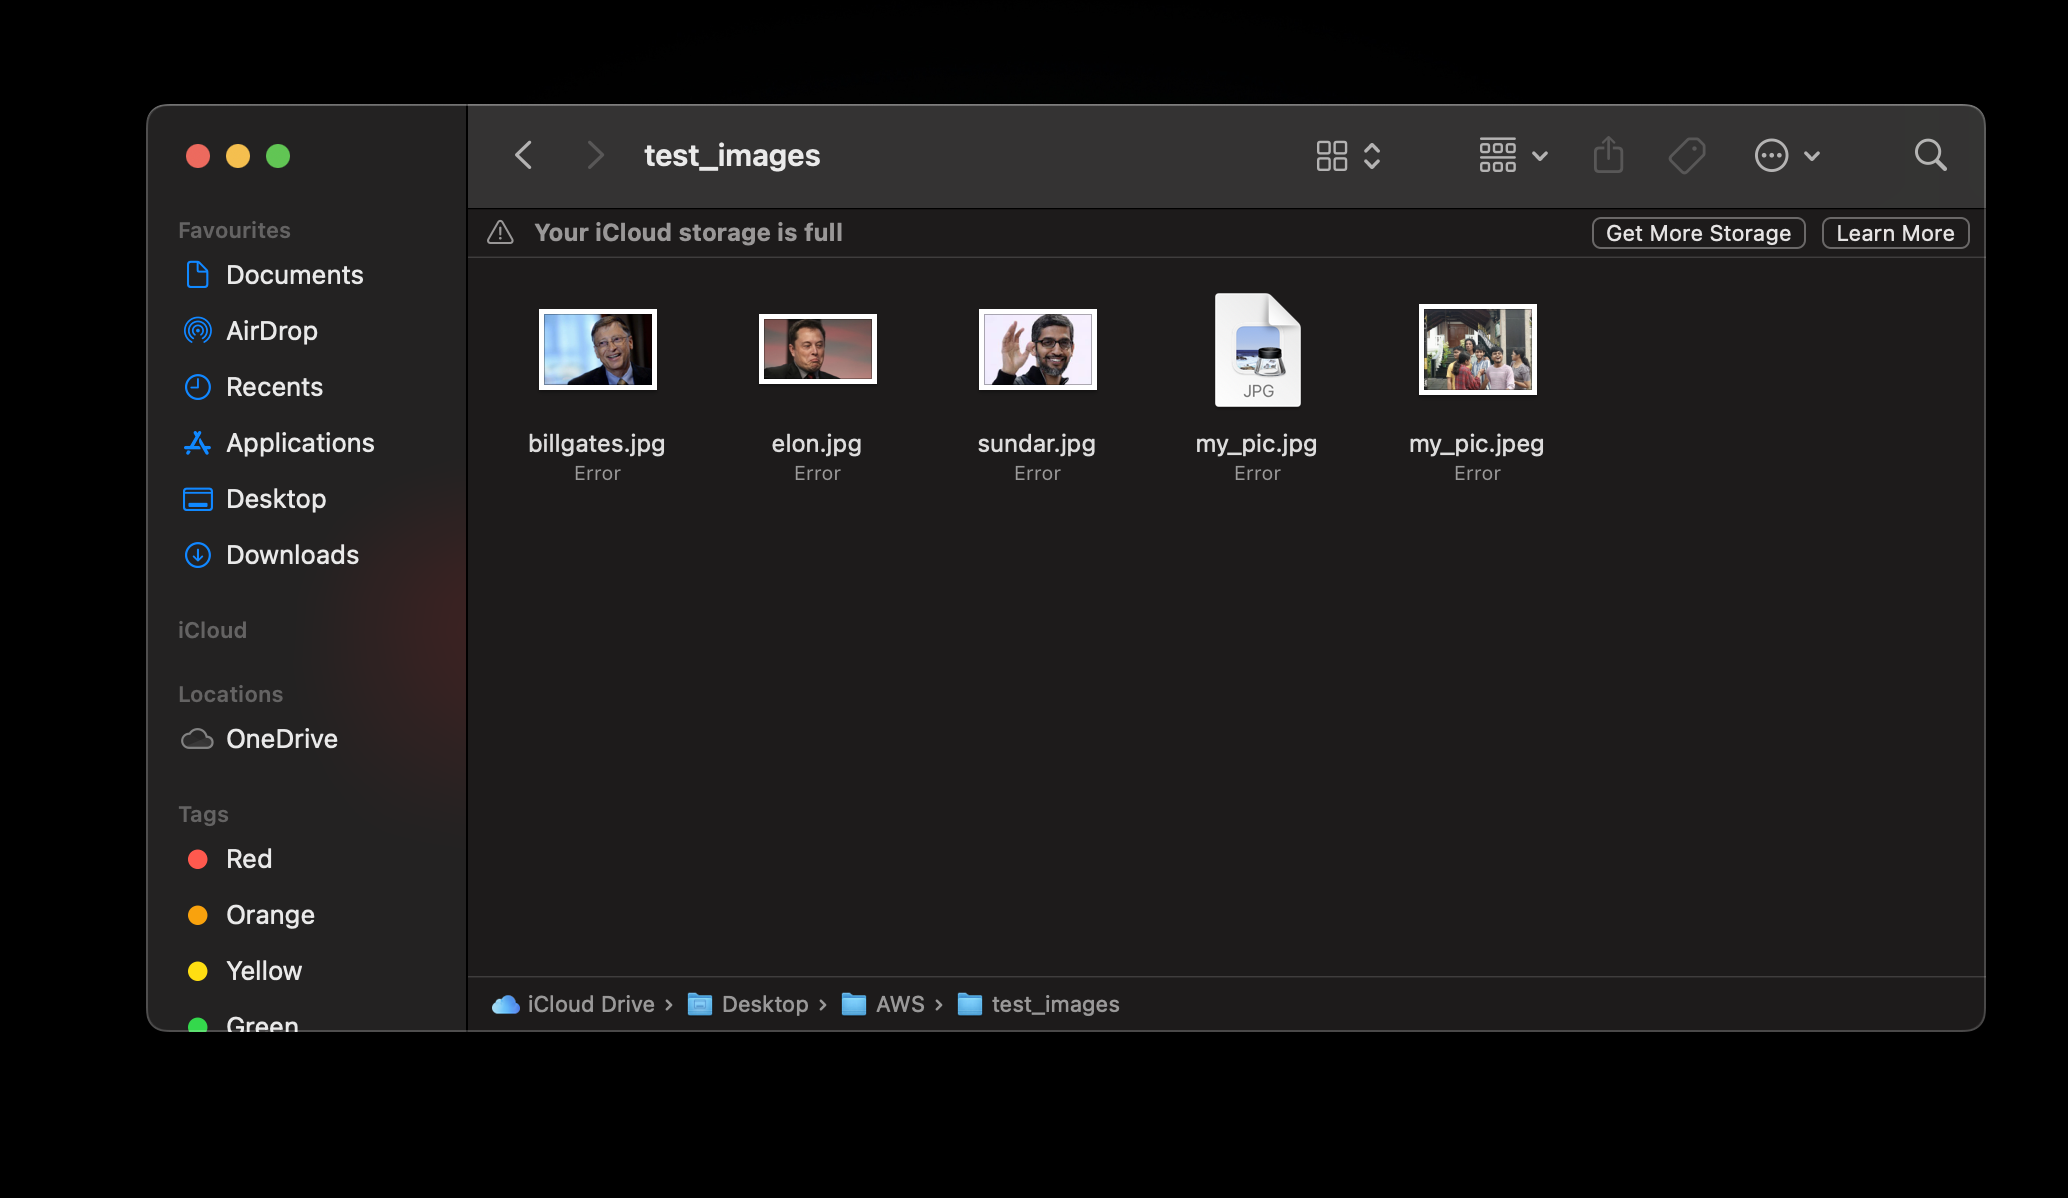 test_images
Favourites
Documents
AirDrop
Recents
Applications
Desktop
Downloads
iCloud
Locations
OneDrive
Tags
Red
Orange
Yellow
Green
Your iCloud storage is full
Get More Storage
Learn More
JPG
billgates.jpg
Error
elon.jpg
Error
sundar.jpg
Error
my_pic.jpg
Error
my_pic.jpeg
Error
iCloud Drive › Desktop › AWS › test_images